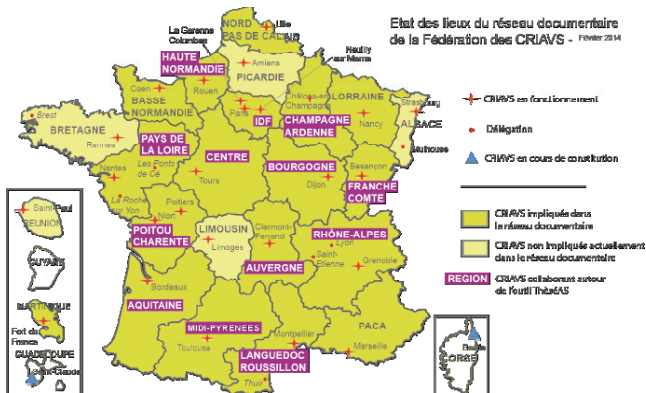 Etat des lieux du réseau documentaire
de la Fédération des CRIAVS - Février 2014
NORD
PAS DE CALAIS
Lille
La Garenne
Colombes
Neuilly
sur Marne
HAUTE
NORMANDIE
Amiens
PICARDIE
Rouen
Caen
BASSE
NORMANDIE
Paris
IDF
Châlons en
Champagne
CHAMPAGNE
ARDENNE
LORRAINE
Nancy
Strasbourg
ALSACE
Mulhouse
Brest
BRETAGNE
Rennes
PAYS DE
LA LOIRE
Les Ponts
de Cé
Nantes
La Roche
sur Yon
CENTRE
Tours
BOURGOGNE
Dijon
Besançon
FRANCHE
COMTE
Poitiers
Niort
POITOU
CHARENTE
LIMOUSIN
Limoges
Clermont-
Ferrand
AUVERGNE
RHÔNE-ALPES
Lyon
Saint-
Etienne
Grenoble
Bordeaux
AQUITAINE
MIDI-PYRENEES
Toulouse
Montpellier
LANGUEDOC
ROUSSILLON
Thuir
PACA
Marseille
Bastia
CORSE
Saint-Paul
REUNION
GUYANE
MARTINIQUE
Fort de
France
GUADELOUPE
Saint-Claude
CRIAVS en fonctionnement
Délégation
CRIAVS en cours de constitution
CRIAVS impliqués dans
le réseau documentaire
CRIAVS non impliqués actuellement
dans le réseau documentaire
REGION
CRIAVS collaborant autour
de l'outil ThéséAS